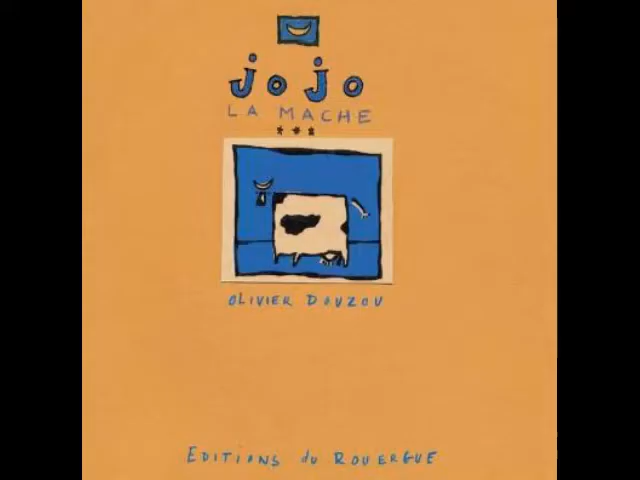 jojo
LA MACHE
***
OLIVIER DOUZOU
EDITIONS du ROUERGUE